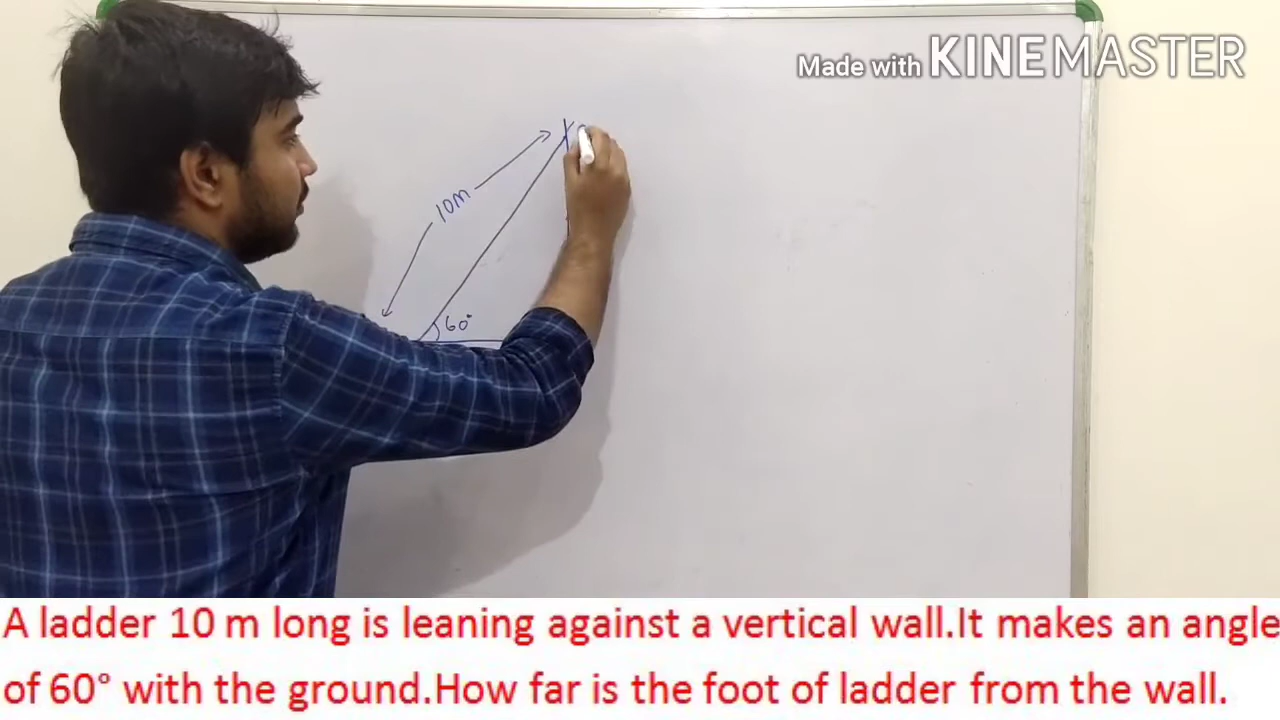 Made with KINEMASTER
10m
60°
A ladder 10 m long is leaning against a vertical wall.It makes an angle
of 60° with the ground.How far is the foot of ladder from the wall.